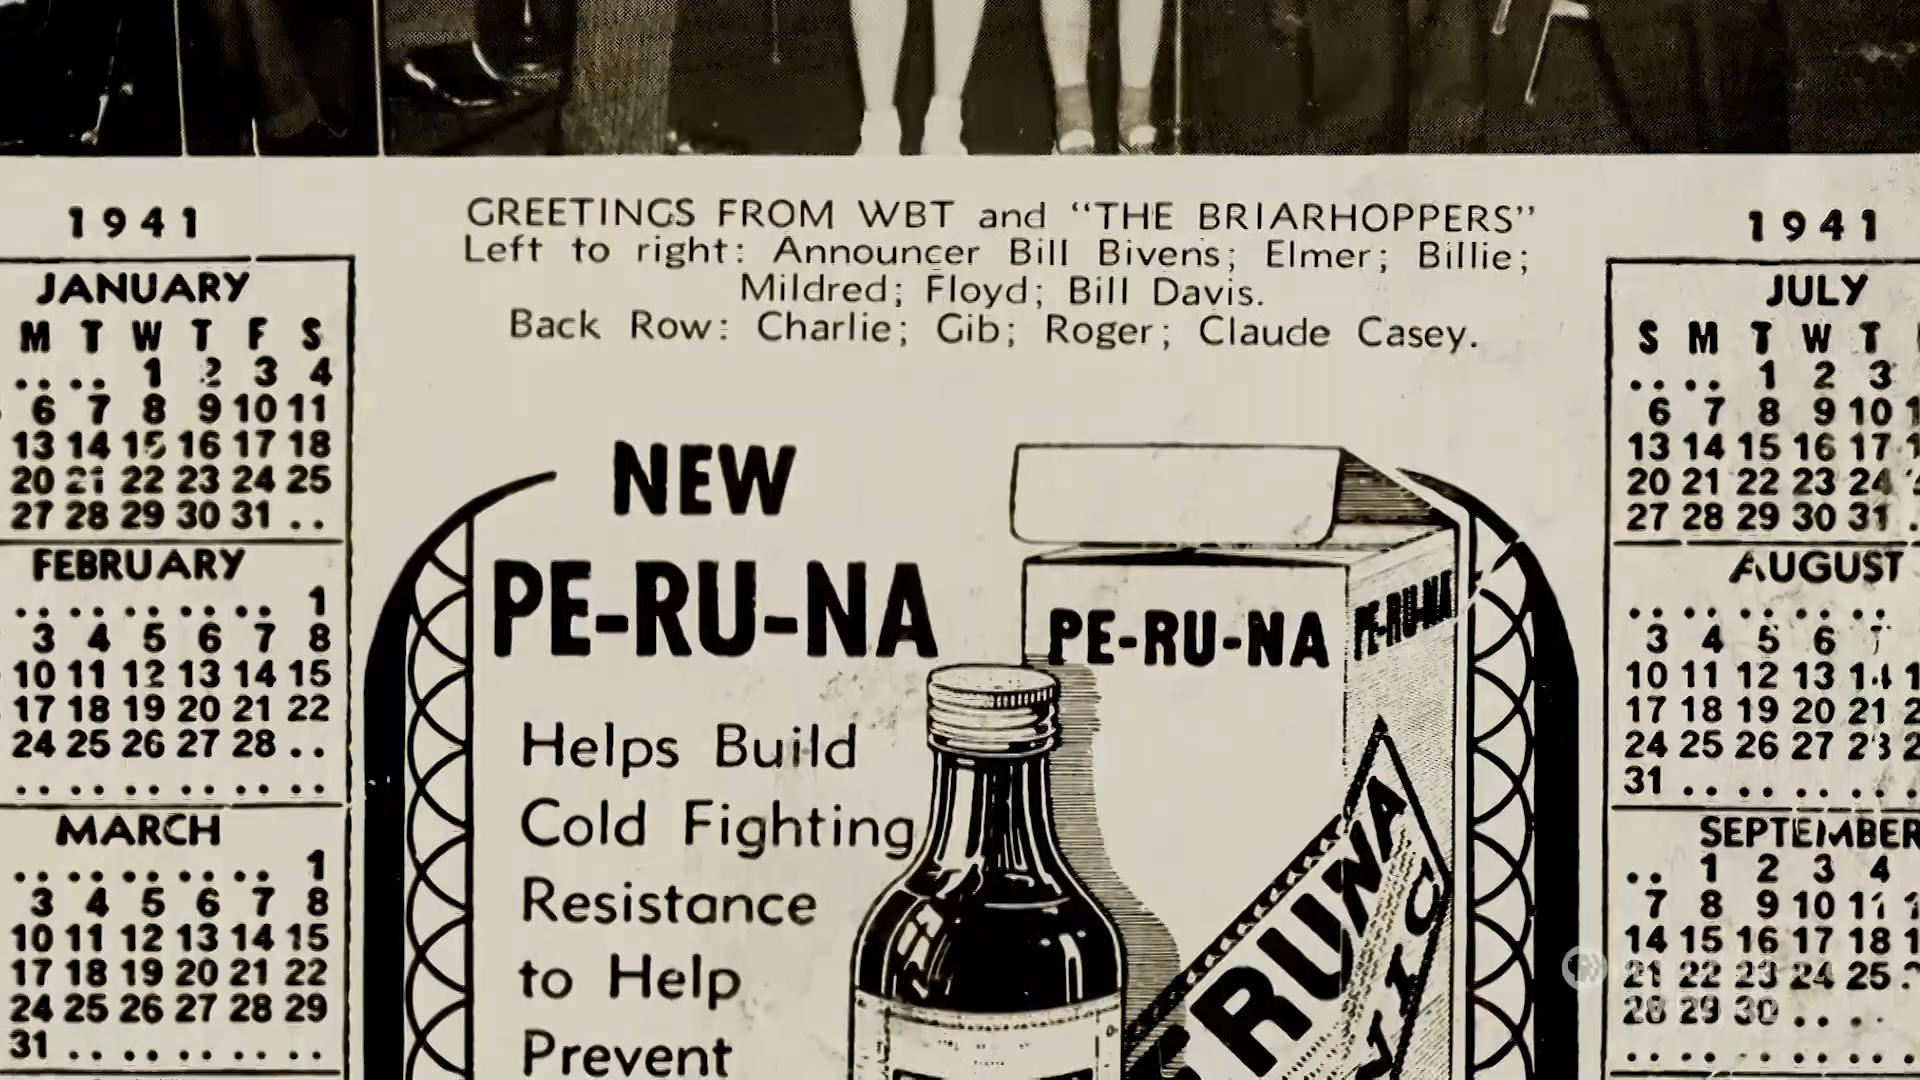 GREETINGS FROM WBT and “THE BRIARHOPPERS”
Left to right: Announcer Bill Bivens; Elmer; Billie;
Mildred; Floyd; Bill Davis.
Back Row: Charlie; Gib; Roger; Claude Casey.
1941
JANUARY
M T W T F S
.... 1 2 3 4
6 7 8 9 10 11
13 14 15 16 17 18
20 21 22 23 24 25
27 28 29 30 31 ..
FEBRUARY
.. .. .. .. .. 1
3 4 5 6 7 8
10 11 12 13 14 15
17 18 19 20 21 22
24 25 26 27 28 ..
MARCH
.. .. .. .. .. 1
3 4 5 6 7 8
10 11 12 13 14 15
17 18 19 20 21 22
24 25 26 27 28 29
31 .. .. .. .. ..
NEW
PE-RU-NA
Helps Build
Cold Fighting
Resistance
to Help
Prevent
PE-RU-NA
PE-RU-NA
1941
JULY
S M T W T
.. .. 1 2 3
6 7 8 9 10
13 14 15 16 17
20 21 22 23 24
27 28 29 30 31
AUGUST
3 4 5 6 7
10 11 12 13 14
17 18 19 20 21
24 25 26 27 28
31 .. .. .. ..
SEPTEMBER
.. 1 2 3 4
7 8 9 10 11
14 15 16 17 18
21 22 23 24 25
28 29 30 .. ..